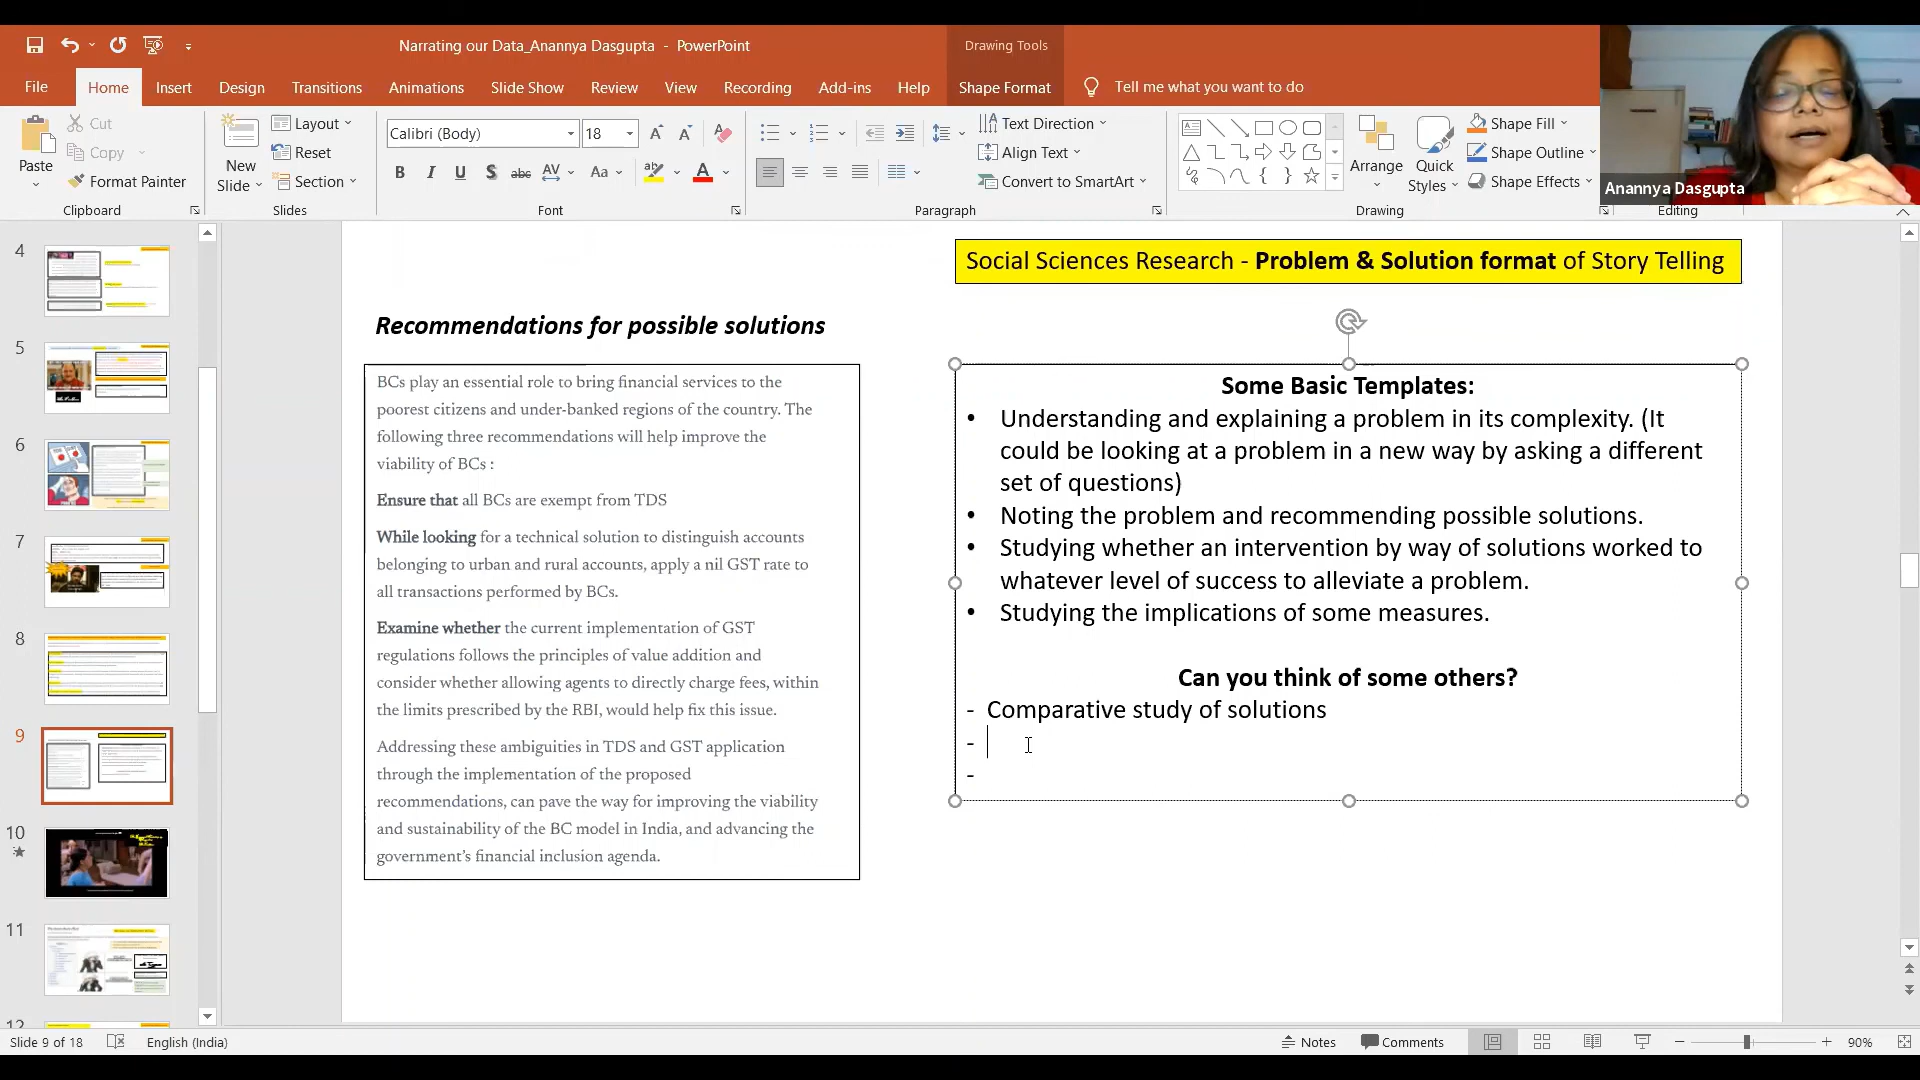 Narrating our Data_Anannya Dasgupta - PowerPoint
Drawing Tools
File Home Insert Design Transitions Animations Slide Show Review View Recording Add-ins Help Shape Format Tell me what you want to do
Paste
Cut
Copy
Format Painter
Clipboard
New
Slide
Layout
Reset
Section
Slides
Calibri (Body) 18
Font
Text Direction
Align Text
Convert to SmartArt
Paragraph
Arrange
Quick
Styles
Shape Fill
Shape Outline
Shape Effects
Drawing
Editing
Anannya Dasgupta
4
5
6
7
8
9
10
11
12
Social Sciences Research - Problem & Solution format of Story Telling
Recommendations for possible solutions
BCs play an essential role to bring financial services to the
poorest citizens and under-banked regions of the country. The
following three recommendations will help improve the
viability of BCs :
Ensure that all BCs are exempt from TDS
While looking for a technical solution to distinguish accounts
belonging to urban and rural accounts, apply a nil GST rate to
all transactions performed by BCs.
Examine whether the current implementation of GST
regulations follows the principles of value addition and
consider whether allowing agents to directly charge fees, within
the limits prescribed by the RBI, would help fix this issue.
Addressing these ambiguities in TDS and GST application
through the implementation of the proposed
recommendations, can pave the way for improving the viability
and sustainability of the BC model in India, and advancing the
government's financial inclusion agenda.
Some Basic Templates:
• Understanding and explaining a problem in its complexity. (It
could be looking at a problem in a new way by asking a different
set of questions)
• Noting the problem and recommending possible solutions.
• Studying whether an intervention by way of solutions worked to
whatever level of success to alleviate a problem.
• Studying the implications of some measures.
Can you think of some others?
- Comparative study of solutions
-
-
Slide 9 of 18 English (India) Notes Comments 90%